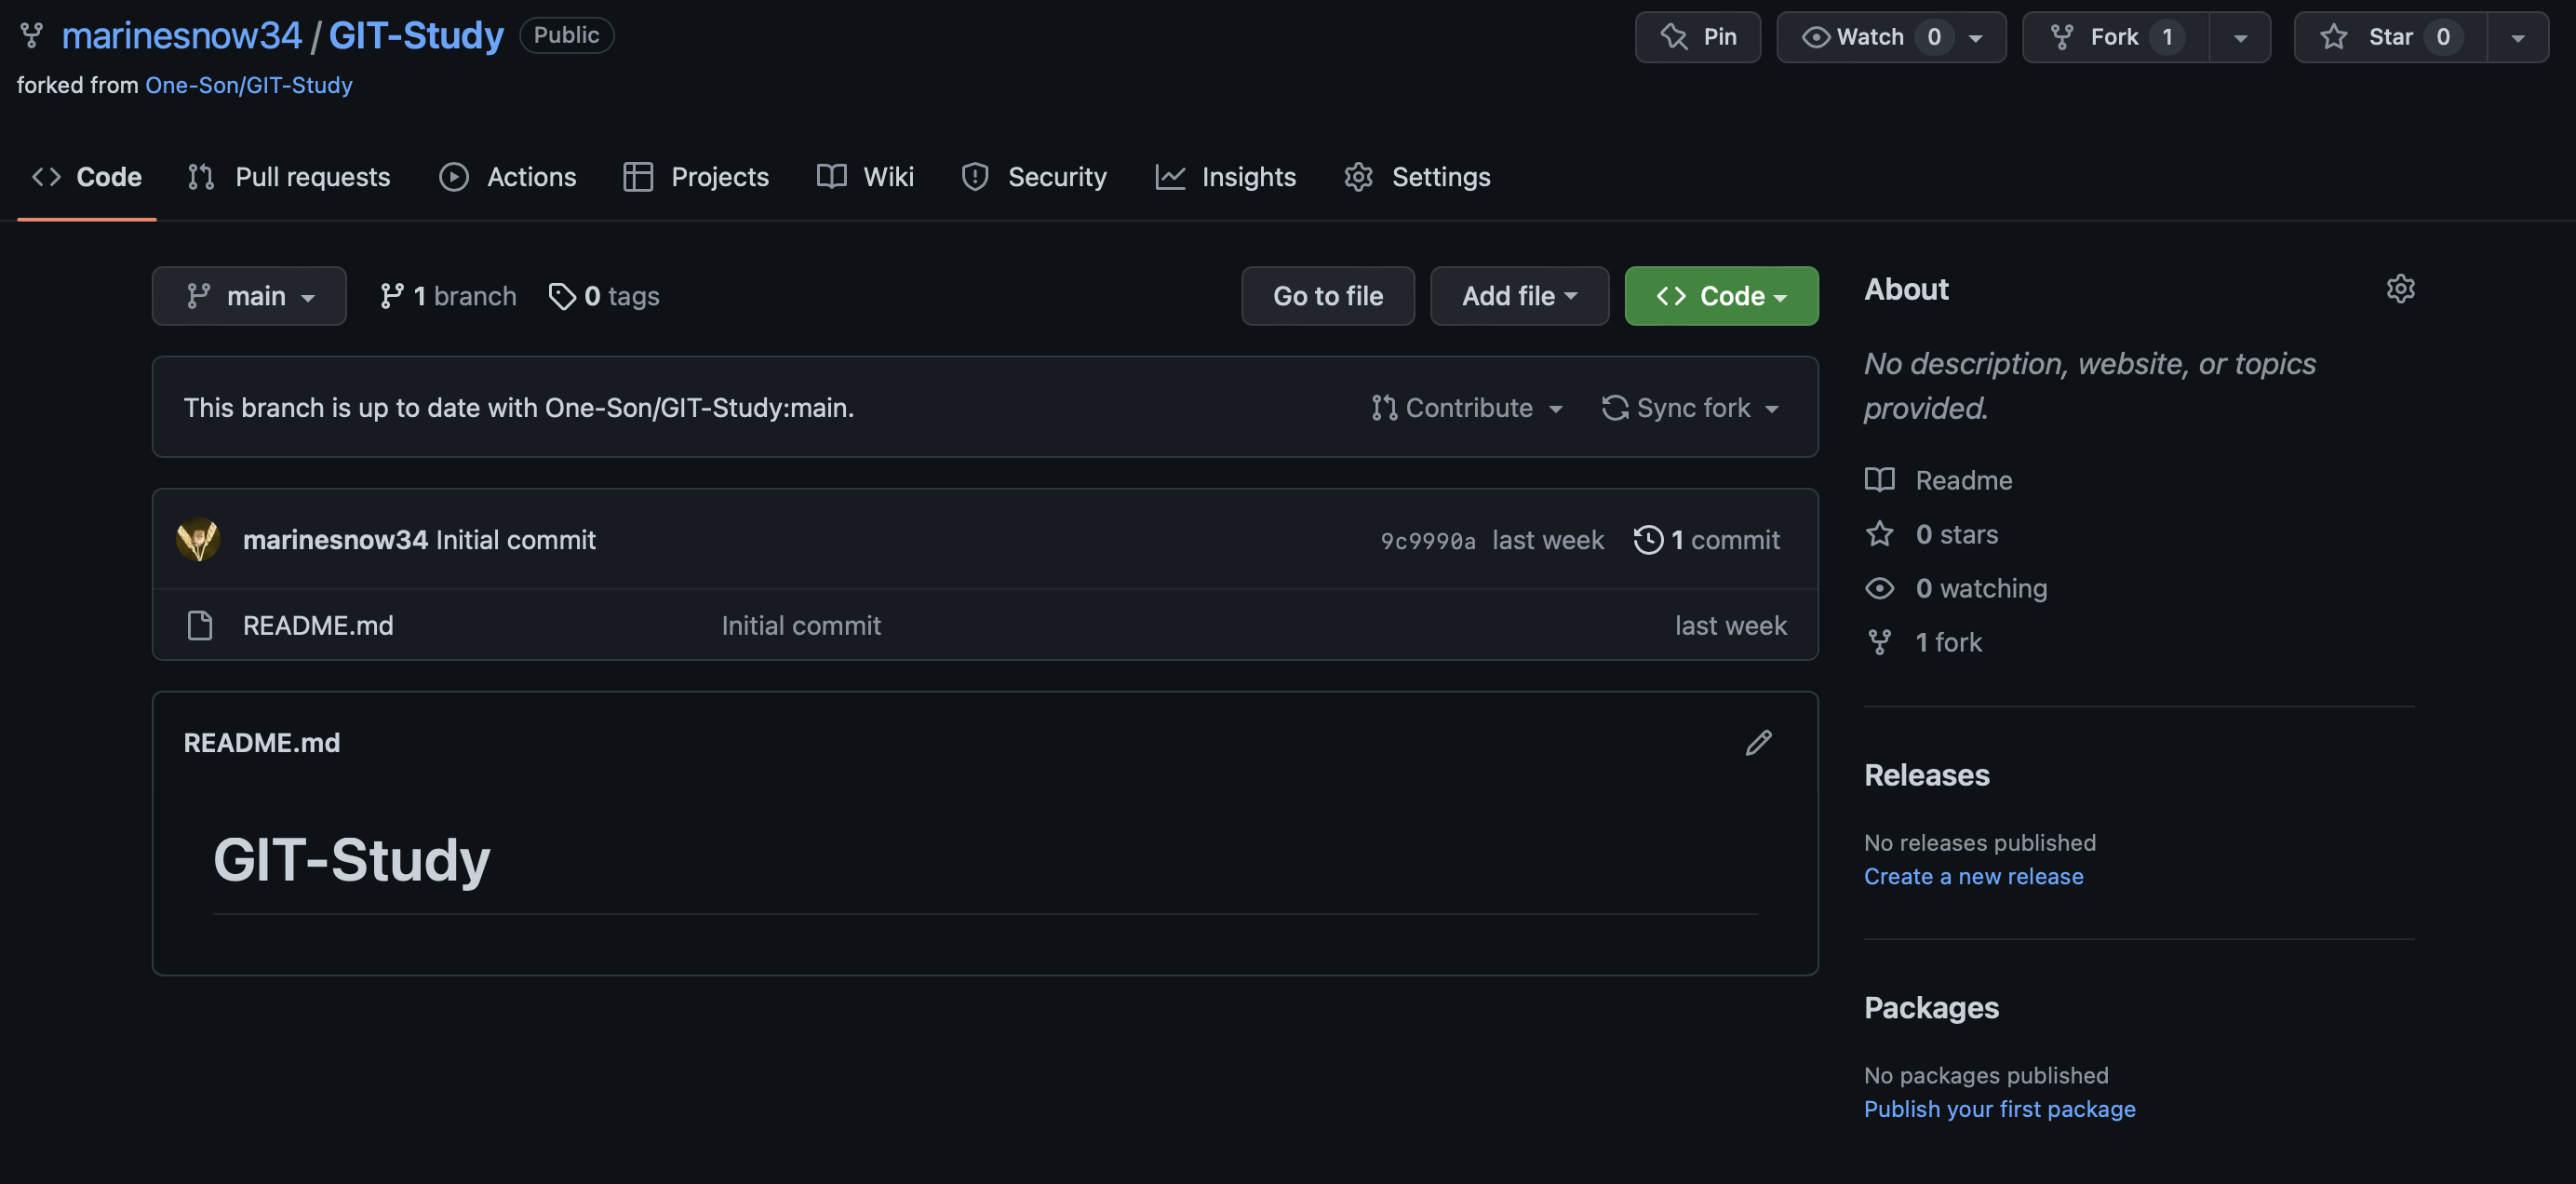 marinesnow34 / GIT-Study Public
Pin
Watch 0
Fork 1
Star 0
forked from One-Son/GIT-Study
Code
Pull requests
Actions
Projects
Wiki
Security
Insights
Settings
main
1 branch
0 tags
Go to file
Add file
Code
This branch is up to date with One-Son/GIT-Study:main.
Contribute
Sync fork
marinesnow34 Initial commit
9c9990a last week
1 commit
README.md
Initial commit
last week
README.md
GIT-Study
About
No description, website, or topics
provided.
Readme
0 stars
0 watching
1 fork
Releases
No releases published
Create a new release
Packages
No packages published
Publish your first package